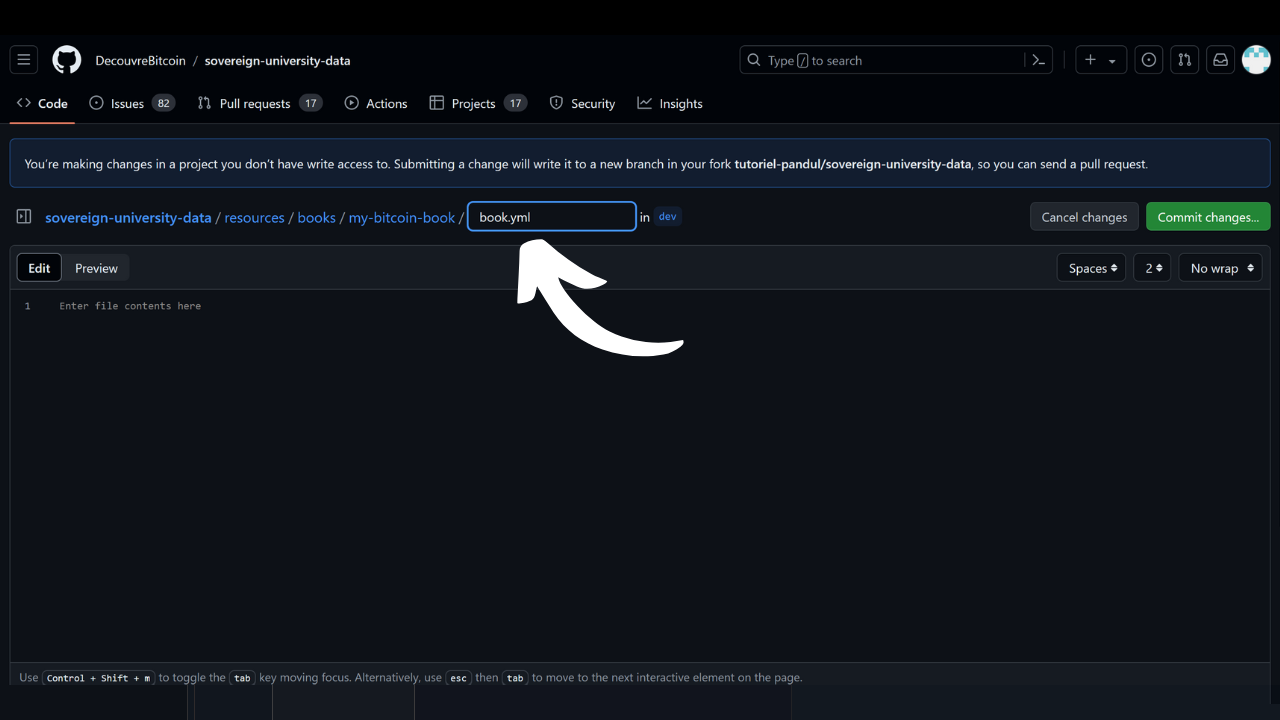 DecouvreBitcoin / sovereign-university-data
Type / to search
Code
Issues 82
Pull requests 17
Actions
Projects 17
Security
Insights
You're making changes in a project you don't have write access to. Submitting a change will write it to a new branch in your fork tutoriel-pandul/sovereign-university-data, so you can send a pull request.
sovereign-university-data / resources / books / my-bitcoin-book / book.yml in dev
Cancel changes
Commit changes...
Edit
Preview
Spaces
2
No wrap
1 Enter file contents here
Use Control + Shift + m to toggle the tab key moving focus. Alternatively, use esc then tab to move to the next interactive element on the page.